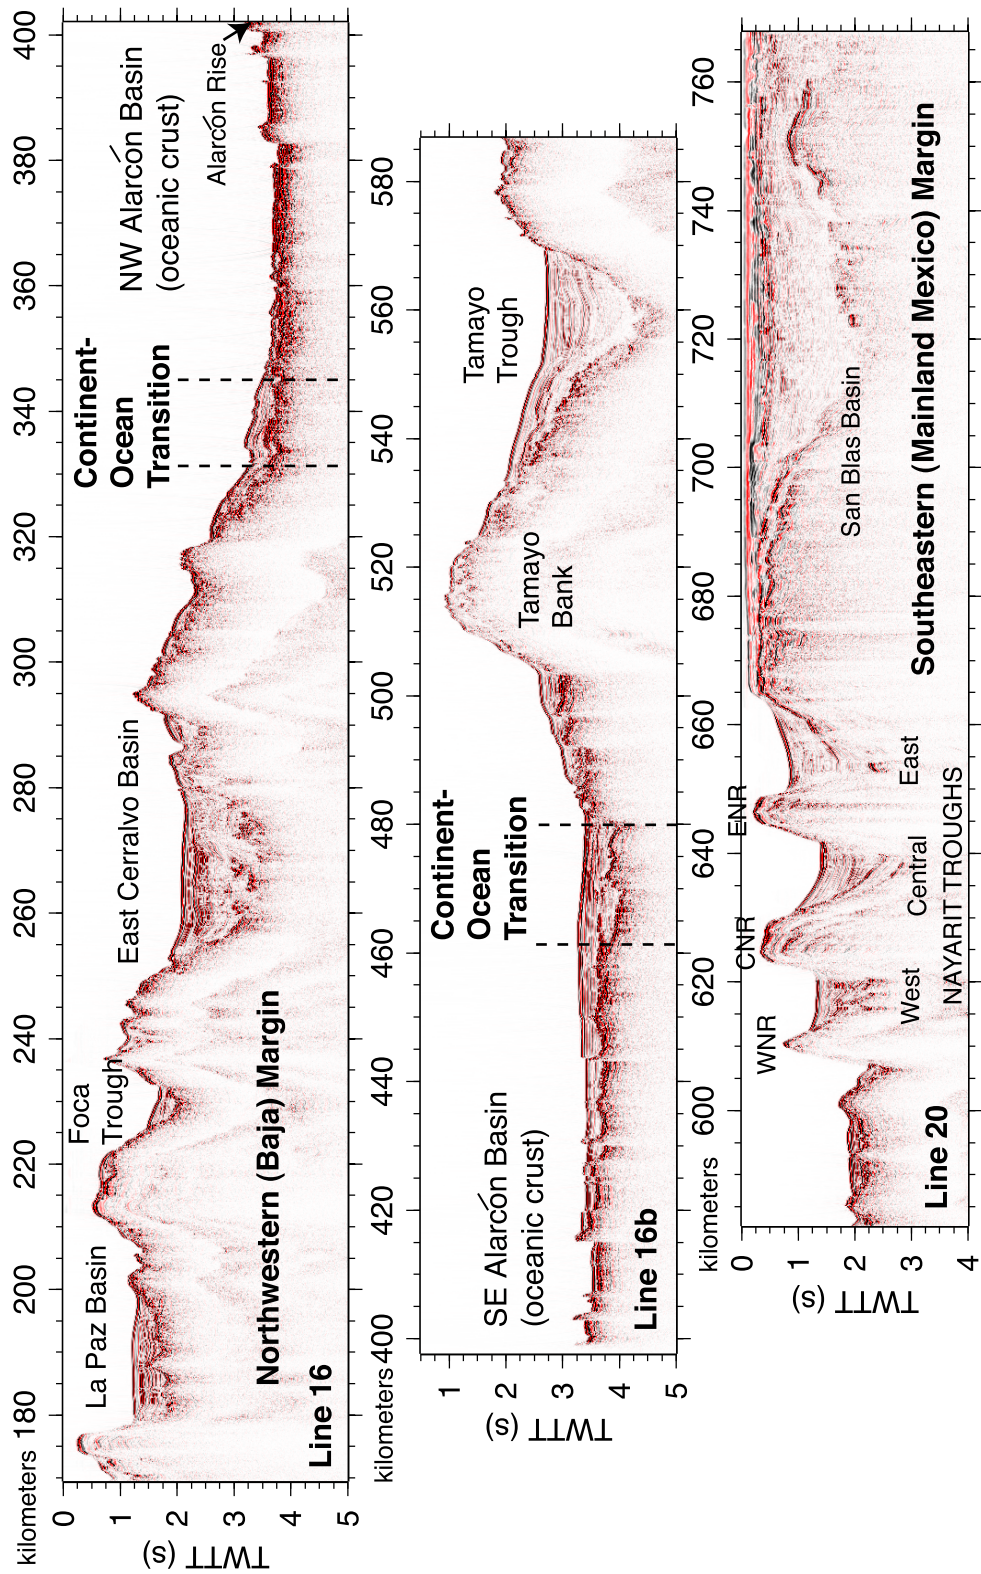 kilometers
180
200
220
240
260
280
300
320
340
360
380
400
0
1
2
3
4
5
TWTT (s)
La Paz Basin
Foca
Trough
East Cerralvo Basin
Continent-
Ocean
Transition
NW Alarcón Basin
(oceanic crust)
Alarcón Rise
Northwestern (Baja) Margin
Line 16
kilometers
400
420
440
460
480
500
520
540
560
580
1
2
3
4
5
TWTT (s)
SE Alarcón Basin
(oceanic crust)
Continent-
Ocean
Transition
Tamayo
Bank
Tamayo
Trough
Line 16b
kilometers
600
620
640
660
680
700
720
740
760
0
1
2
3
4
TWTT (s)
WNR
CNR
ENR
West
Central
East
NAYARIT TROUGHS
San Blas Basin
Southeastern (Mainland Mexico) Margin
Line 20